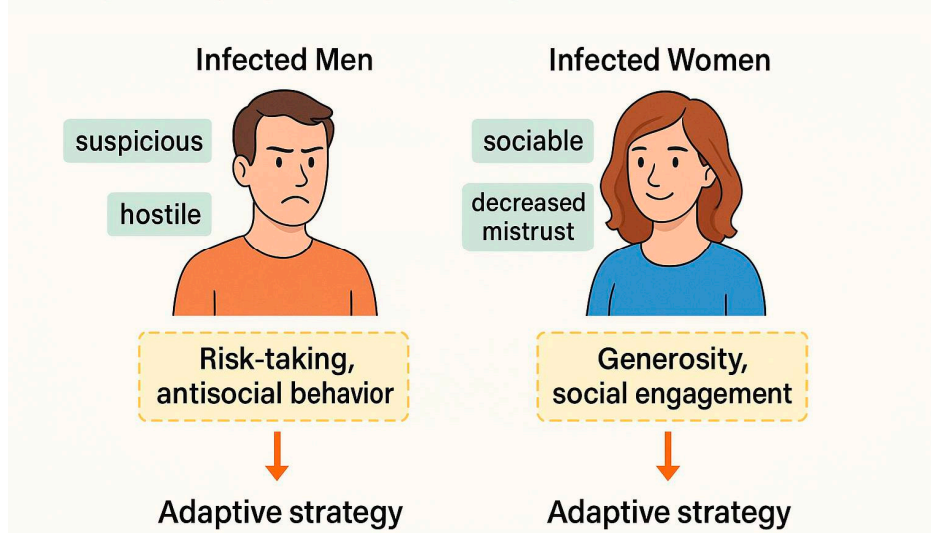 Infected Men
suspicious
hostile
Risk-taking,
antisocial behavior
Adaptive strategy
Infected Women
sociable
decreased
mistrust
Generosity,
social engagement
Adaptive strategy